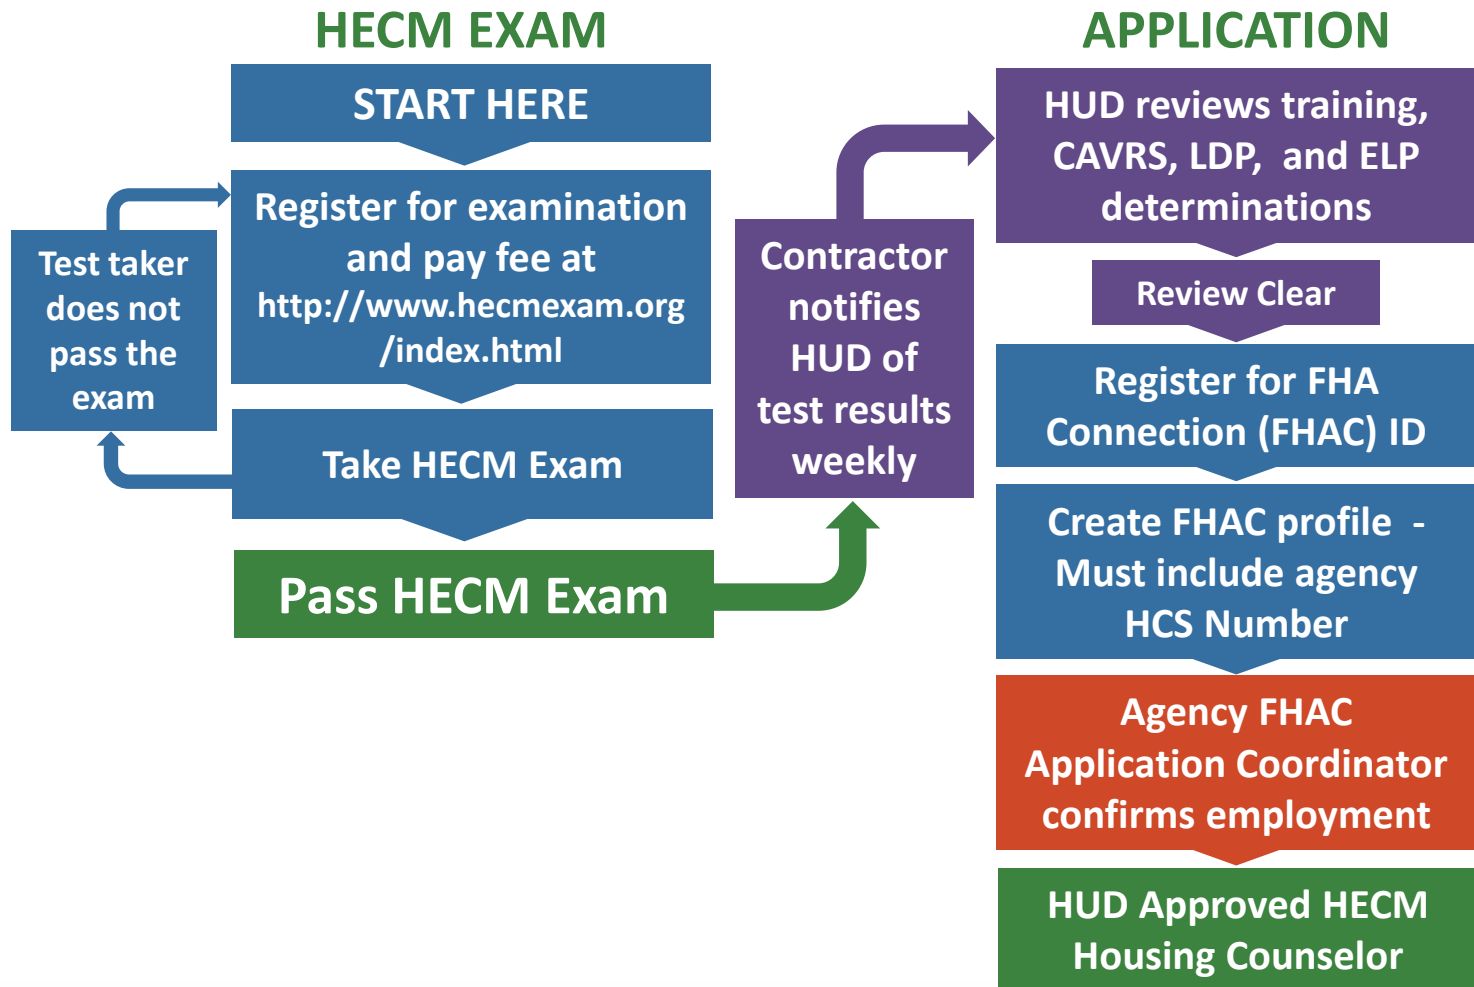 HECM EXAM
START HERE
Register for examination
and pay fee at
http://www.hecmexam.org
/index.html
Test taker
does not
pass the
exam
Take HECM Exam
Pass HECM Exam
Contractor
notifies
HUD of
test results
weekly
APPLICATION
HUD reviews training,
CAVRS, LDP,  and ELP
determinations
Review Clear
Register for FHA
Connection (FHAC) ID
Create FHAC profile  -
Must include agency
HCS Number
Agency FHAC
Application Coordinator
confirms employment
HUD Approved HECM
Housing Counselor